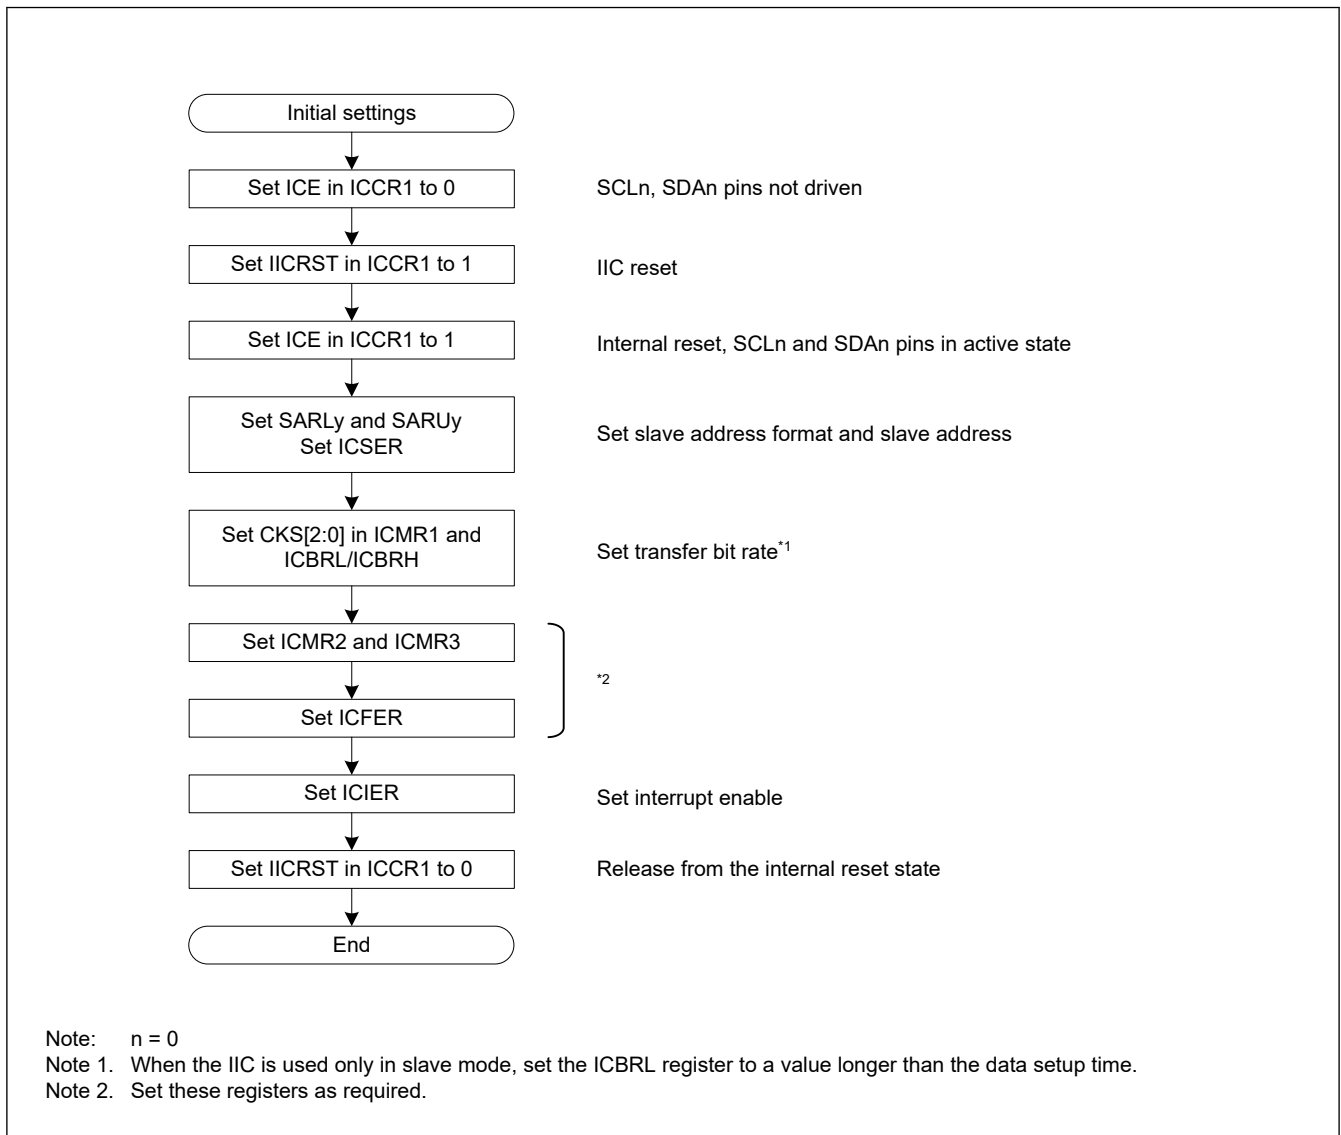 Initial settings
Set ICE in ICCR1 to 0
SCLn, SDAn pins not driven
Set IICRST in ICCR1 to 1
IIC reset
Set ICE in ICCR1 to 1
Internal reset, SCLn and SDAn pins in active state
Set SARLy and SARUy
Set ICSER
Set slave address format and slave address
Set CKS[2:0] in ICMR1 and
ICBRL/ICBRH
Set transfer bit rate*1
Set ICMR2 and ICMR3
*2
Set ICFER
Set ICIER
Set interrupt enable
Set IICRST in ICCR1 to 0
Release from the internal reset state
End
Note: n = 0
Note 1. When the IIC is used only in slave mode, set the ICBRL register to a value longer than the data setup time.
Note 2. Set these registers as required.